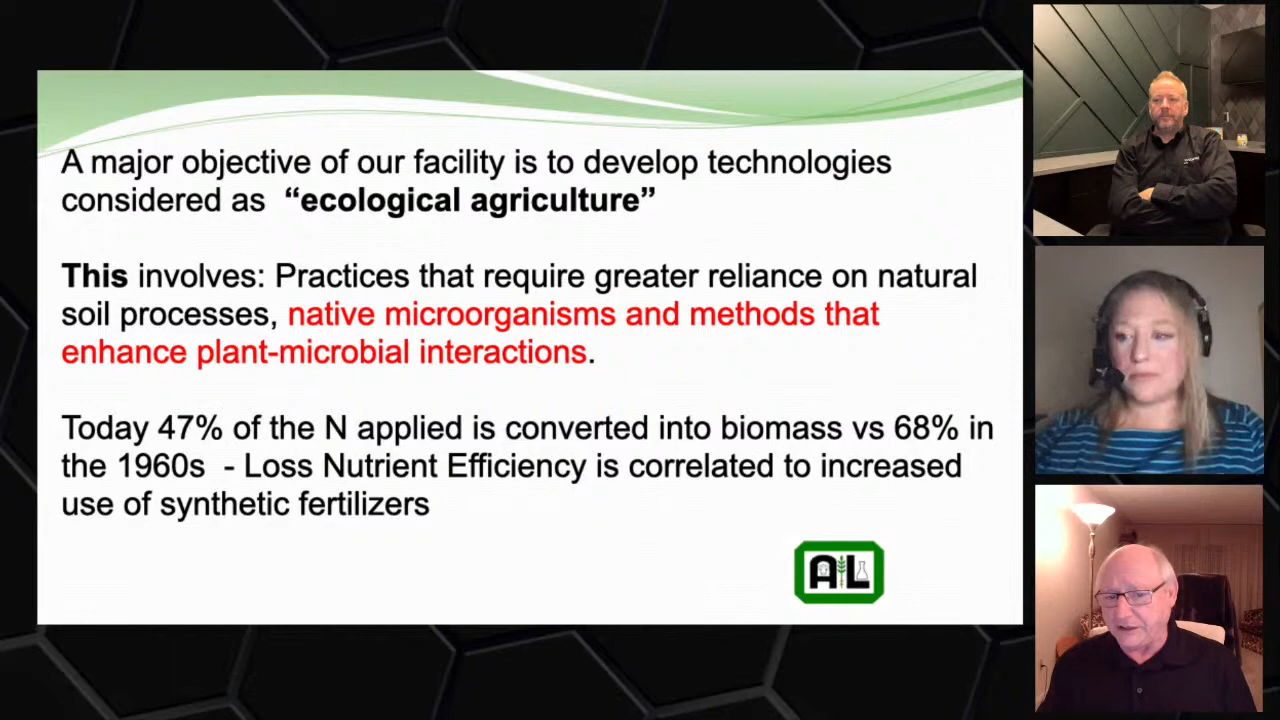 A major objective of our facility is to develop technologies
considered as “ecological agriculture”
This involves: Practices that require greater reliance on natural
soil processes, native microorganisms and methods that
enhance plant-microbial interactions.
Today 47% of the N applied is converted into biomass vs 68% in
the 1960s - Loss Nutrient Efficiency is correlated to increased
use of synthetic fertilizers
A L